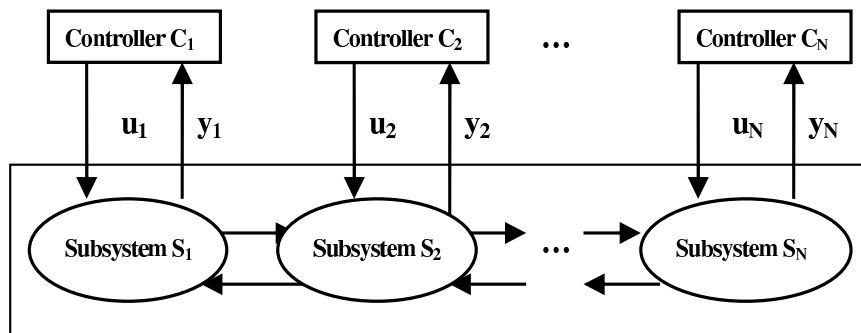 Controller C1
Controller C2
...
Controller CN
u1
y1
u2
y2
uN
yN
Subsystem S1
Subsystem S2
...
Subsystem SN